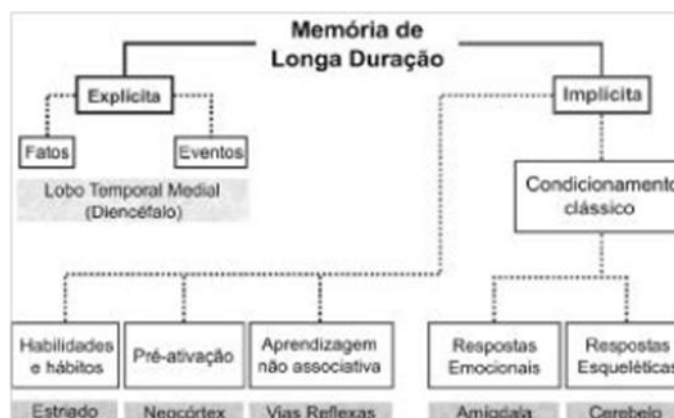 Memória de
Longa Duração
Explícita
Implícita
Fatos
Eventos
Lobo Temporal Medial
(Diencéfalo)
Condicionamento
clássico
Habilidades
e hábitos
Pré-ativação
Aprendizagem
não associativa
Respostas
Emocionais
Respostas
Esqueléticas
Estriado
Neocórtex
Vias Reflexas
Amígdala
Cerebelo